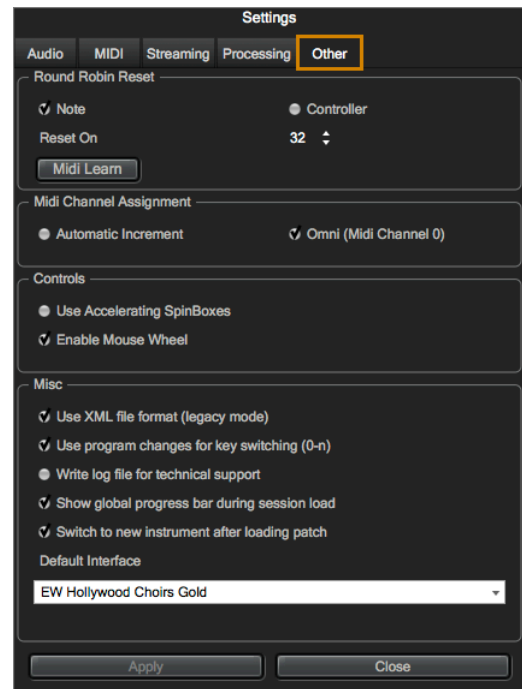 Settings
Audio MIDI Streaming Processing Other
Round Robin Reset
Note Controller
Reset On 32
Midi Learn
Midi Channel Assignment
Automatic Increment Omni (Midi Channel 0)
Controls
Use Accelerating SpinBoxes
Enable Mouse Wheel
Misc
Use XML file format (legacy mode)
Use program changes for key switching (0-n)
Write log file for technical support
Show global progress bar during session load
Switch to new instrument after loading patch
Default Interface
EW Hollywood Choirs Gold
Apply Close